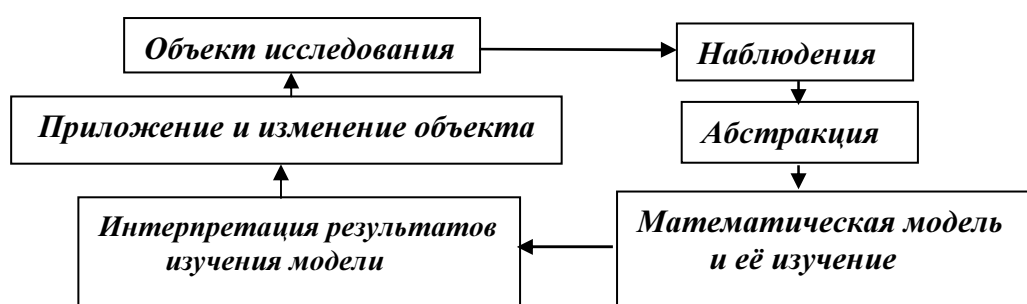 Объект исследования
Наблюдения
Приложение и изменение объекта
Абстракция
Интерпретация результатов
изучения модели
Математическая модель
и её изучение